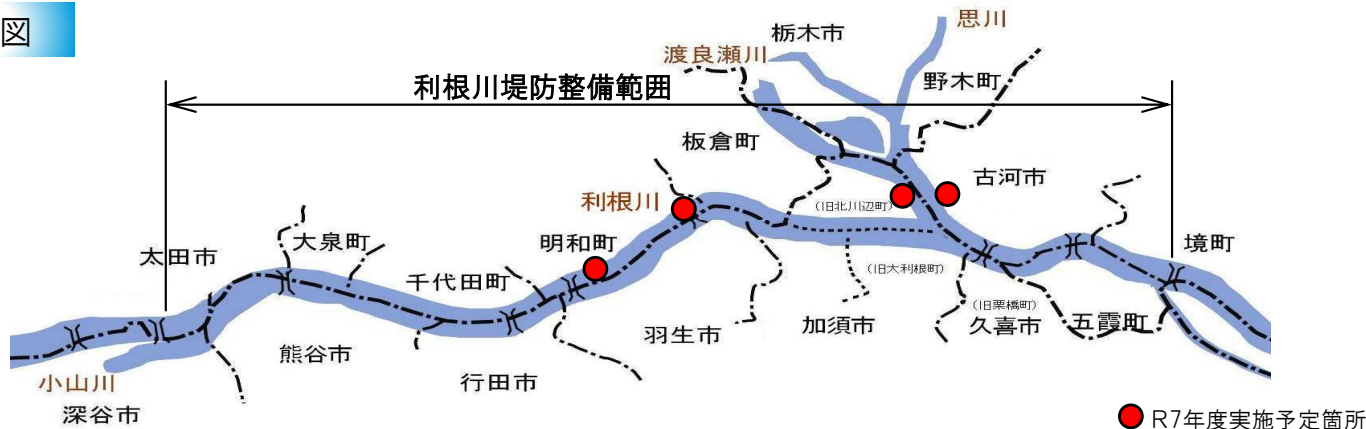 図
思川
栃木市
渡良瀬川
野木町
利根川堤防整備範囲
板倉町
古河市
利根川
(旧北川辺町)
大泉町
明和町
境町
太田市
千代田町
(旧大利根町)
(旧栗橋町)
羽生市
加須市
久喜市
五霞町
熊谷市
行田市
小山川
深谷市
R7年度実施予定箇所